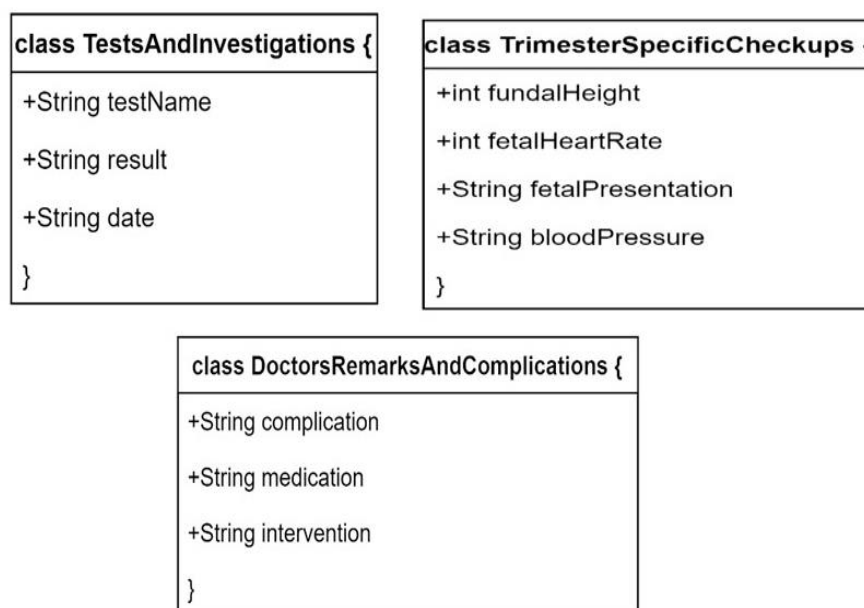 class TestsAndInvestigations {
+String testName
+String result
+String date
}
class TrimesterSpecificCheckups {
+int fundalHeight
+int fetalHeartRate
+String fetalPresentation
+String bloodPressure
}
class DoctorsRemarksAndComplications {
+String complication
+String medication
+String intervention
}